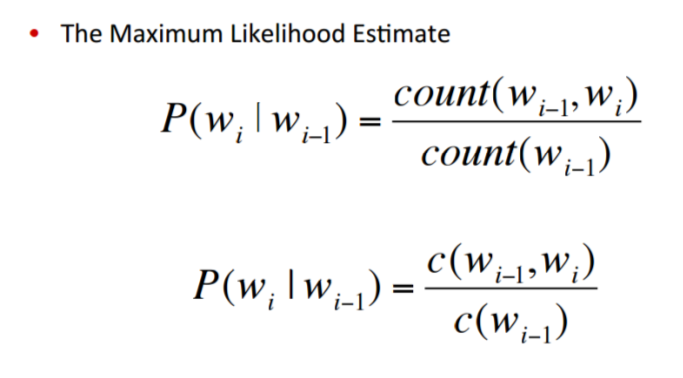 • The Maximum Likelihood Estimate
P(w_i | w_{i-1}) = count(w_{i-1}, w_i) / count(w_{i-1})
P(w_i | w_{i-1}) = c(w_{i-1}, w_i) / c(w_{i-1})